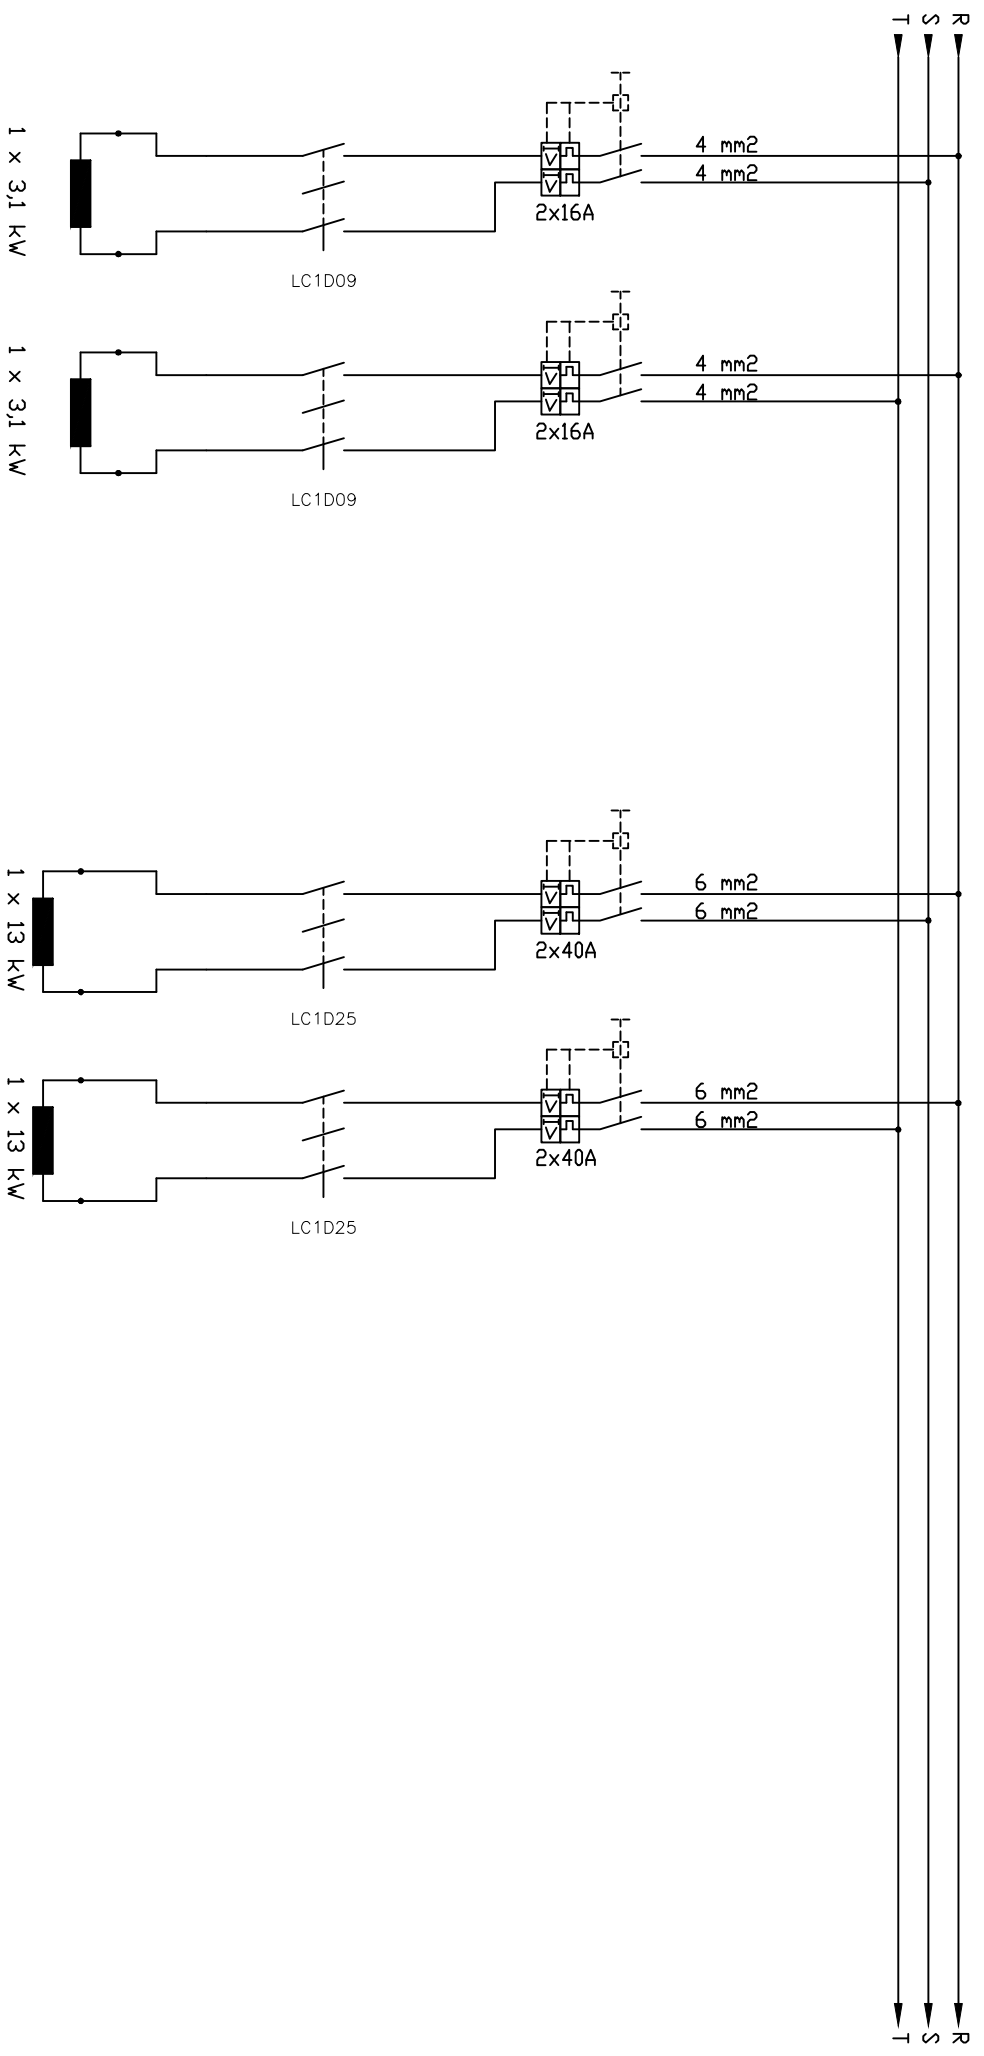 R
S
T
4 mm2
4 mm2
2x16A
LC1D09
1 x 3,1 kW
4 mm2
4 mm2
2x16A
LC1D09
1 x 3,1 kW
6 mm2
6 mm2
2x40A
LC1D25
1 x 13 kW
6 mm2
6 mm2
2x40A
LC1D25
1 x 13 kW
R
S
T